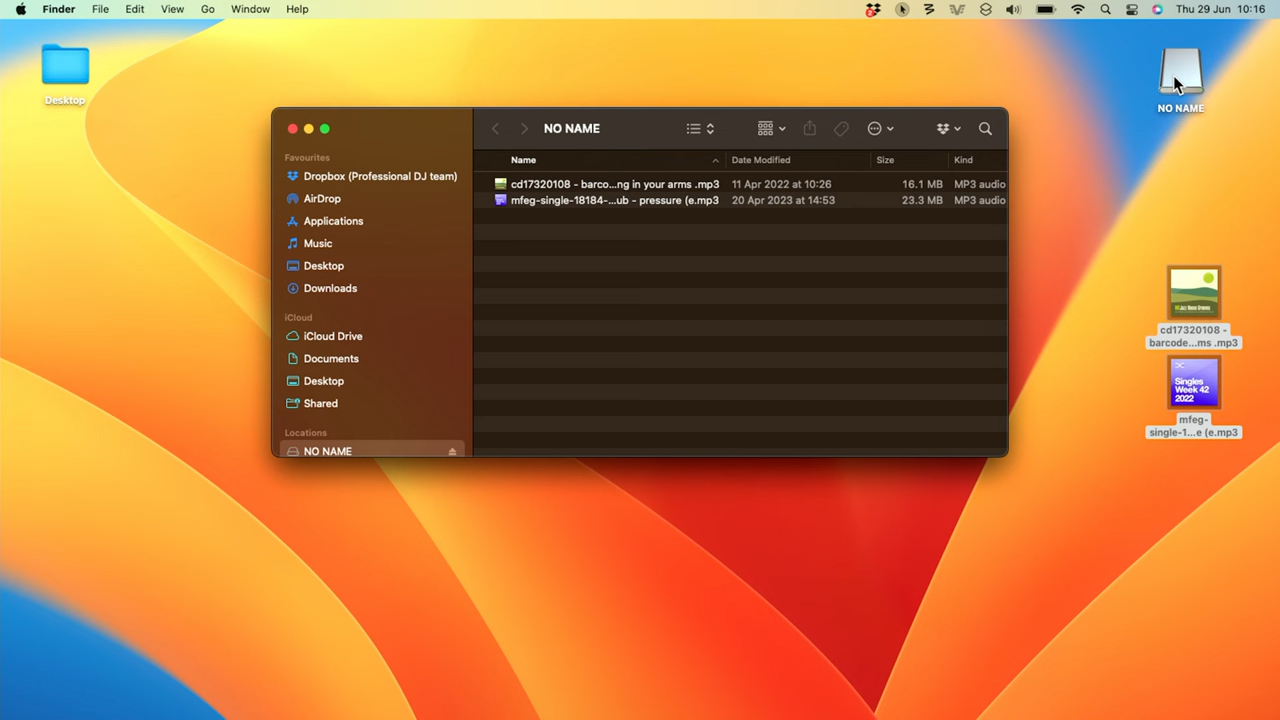 Finder File Edit View Go Window Help
2
Thu 29 Jun 10:16
Desktop
NO NAME
NO NAME
Name Date Modified Size Kind
Favourites
Dropbox (Professional DJ team)
AirDrop
Applications
Music
Desktop
Downloads
iCloud
iCloud Drive
Documents
Desktop
Shared
Locations
NO NAME
cd17320108 - barco...ng in your arms .mp3 11 Apr 2022 at 10:26 16.1 MB MP3 audio
mfeg-single-18184-...ub - pressure (e.mp3 20 Apr 2023 at 14:53 23.3 MB MP3 audio
cd17320108 -
barcode...ms .mp3
Singles
Week 42
2022
mfeg-
single-1...e (e.mp3